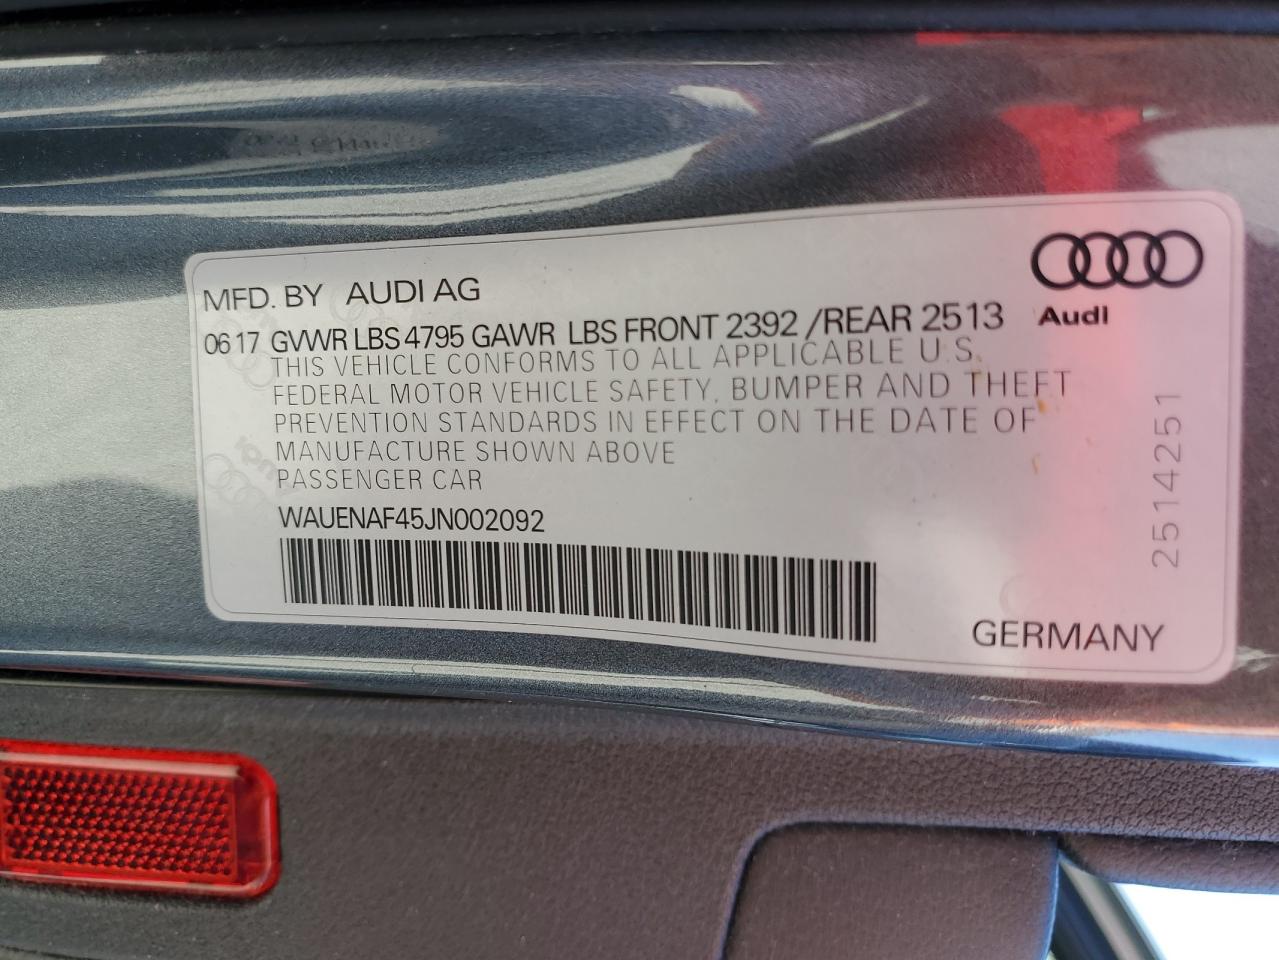 MFD. BY AUDI AG
Audi
0617 GVWR LBS 4795 GAWR LBS FRONT 2392 /REAR 2513
THIS VEHICLE CONFORMS TO ALL APPLICABLE U.S.
FEDERAL MOTOR VEHICLE SAFETY, BUMPER AND THEFT
PREVENTION STANDARDS IN EFFECT ON THE DATE OF
MANUFACTURE SHOWN ABOVE
PASSENGER CAR
WAUENAF45JN002092
2514251
GERMANY